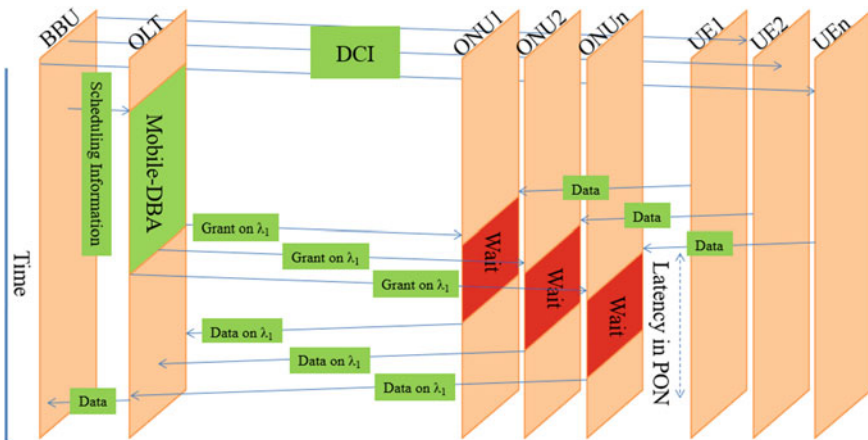 BBU
OLT
DCI
ONU1
ONU2
ONUn
UE1
UE2
UEn
Scheduling Information
Mobile-DBA
Data
Data
Data
Grant on λ1
Grant on λ1
Grant on λ1
Wait
Wait
Wait
Time
Latency in PON
Data on λ1
Data on λ1
Data on λ1
Data